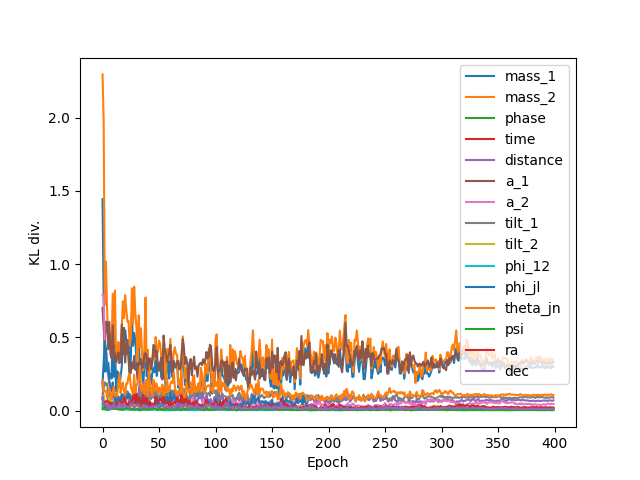 KL div.
2.0
1.5
1.0
0.5
0.0
0
50
100
150
200
250
300
350
400
Epoch
mass_1
mass_2
phase
time
distance
a_1
a_2
tilt_1
tilt_2
phi_12
phi_jl
theta_jn
psi
ra
dec